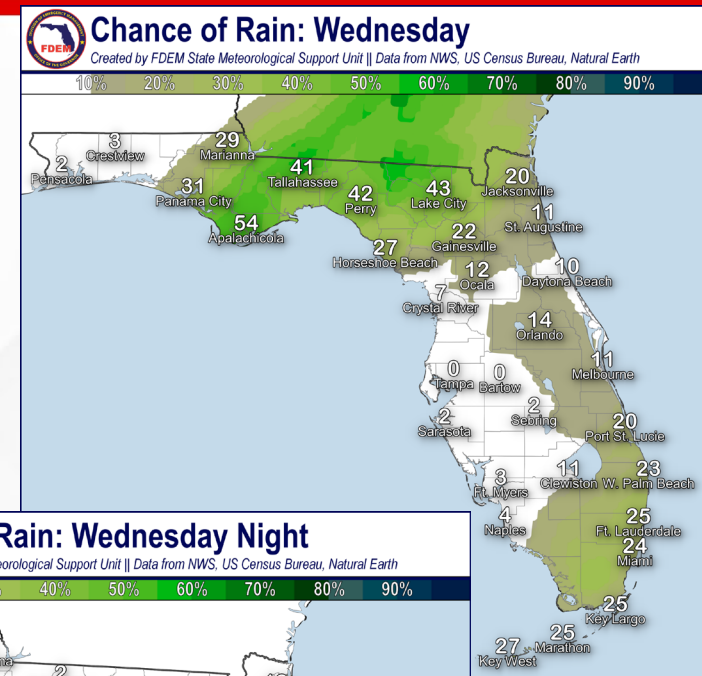 FDEM
Chance of Rain: Wednesday
Created by FDEM State Meteorological Support Unit || Data from NWS, US Census Bureau, Natural Earth
10% 20% 30% 40% 50% 60% 70% 80% 90%
3
Crestview
2
Pensacola
29
Marianna
31
Panama City
54
Apalachicola
41
Tallahassee
42
Perry
43
Lake City
20
Jacksonville
11
St. Augustine
22
Gainesville
27
Horseshoe Beach
12
Ocala
10
Daytona Beach
7
Crystal River
14
Orlando
11
Melbourne
0
Tampa
0
Bartow
2
Sebring
2
Sarasota
20
Port St. Lucie
3
Ft. Myers
11
Clewiston
23
W. Palm Beach
4
Naples
25
Ft. Lauderdale
24
Miami
25
Key Largo
25
Marathon
27
Key West
Rain: Wednesday Night
orological Support Unit || Data from NWS, US Census Bureau, Natural Earth
40% 50% 60% 70% 80% 90%
na
2